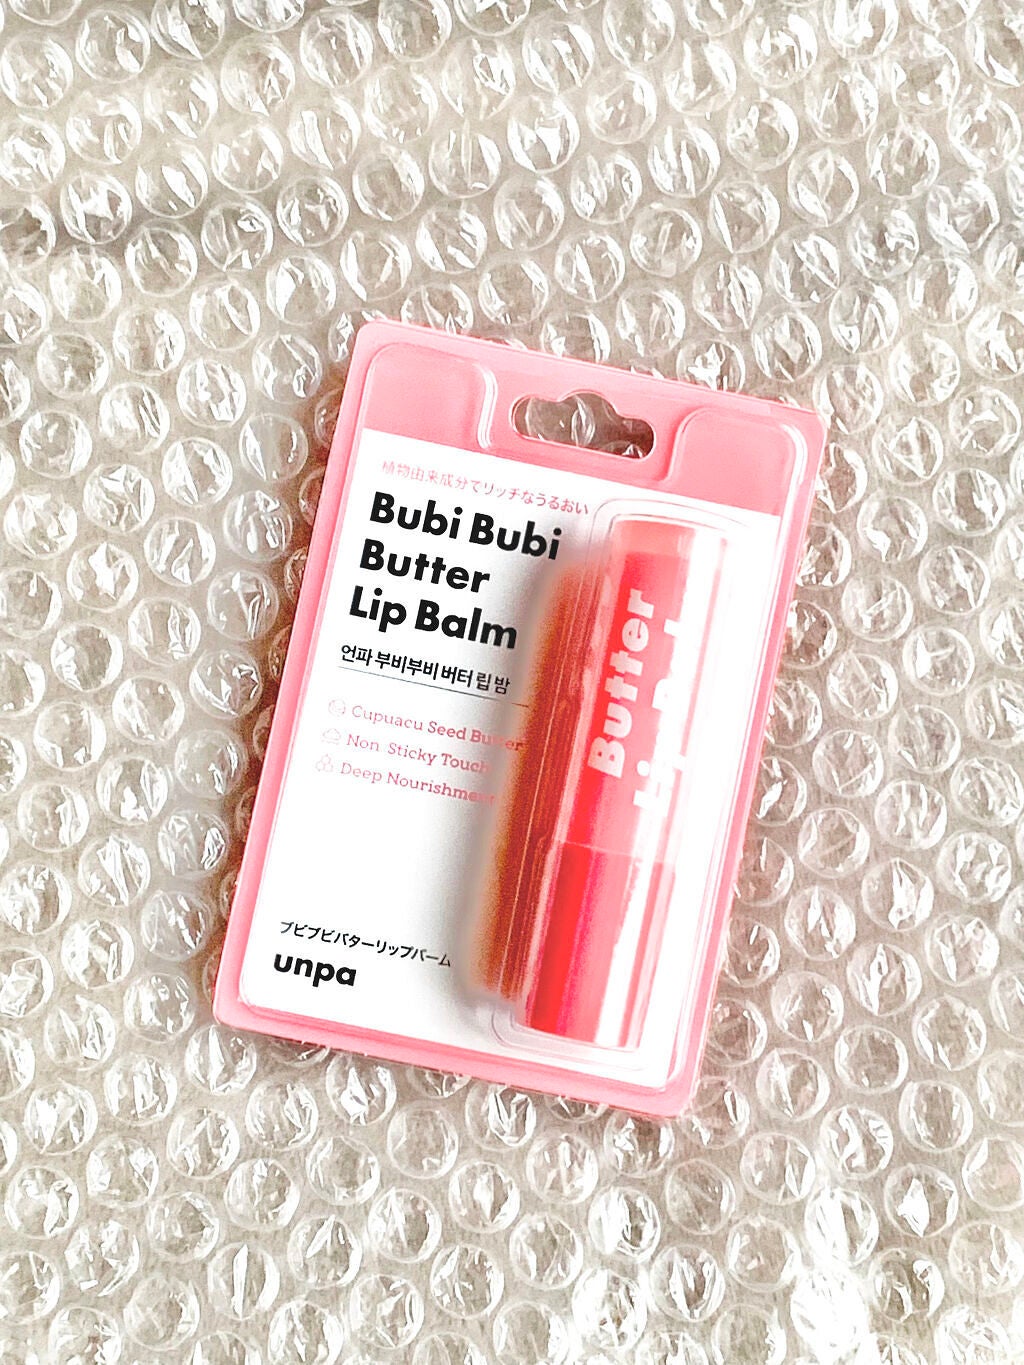 植物由来成分でリッチなうるおい
Bubi Bubi
Butter
Lip Balm
언파 부비부비 버터 립 밤
Cupuacu Seed Butter
Non Sticky Touch
Deep Nourishment
ブビブビバターリップバーム
unpa
Butter
Lip